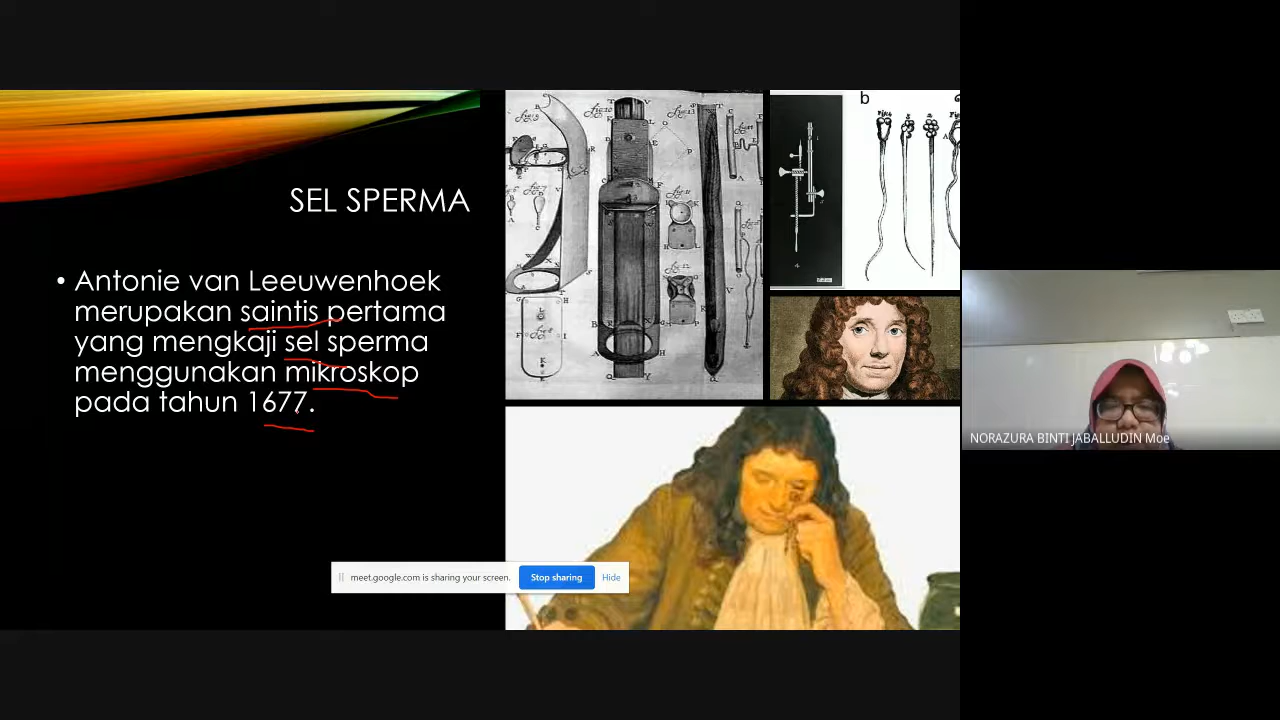 SEL SPERMA
• Antonie van Leeuwenhoek
merupakan saintis pertama
yang mengkaji sel sperma
menggunakan mikroskop
pada tahun 1677.
b
meet.google.com is sharing your screen.
Stop sharing
Hide
NORAZURA BINTI JABALLUDIN Moe